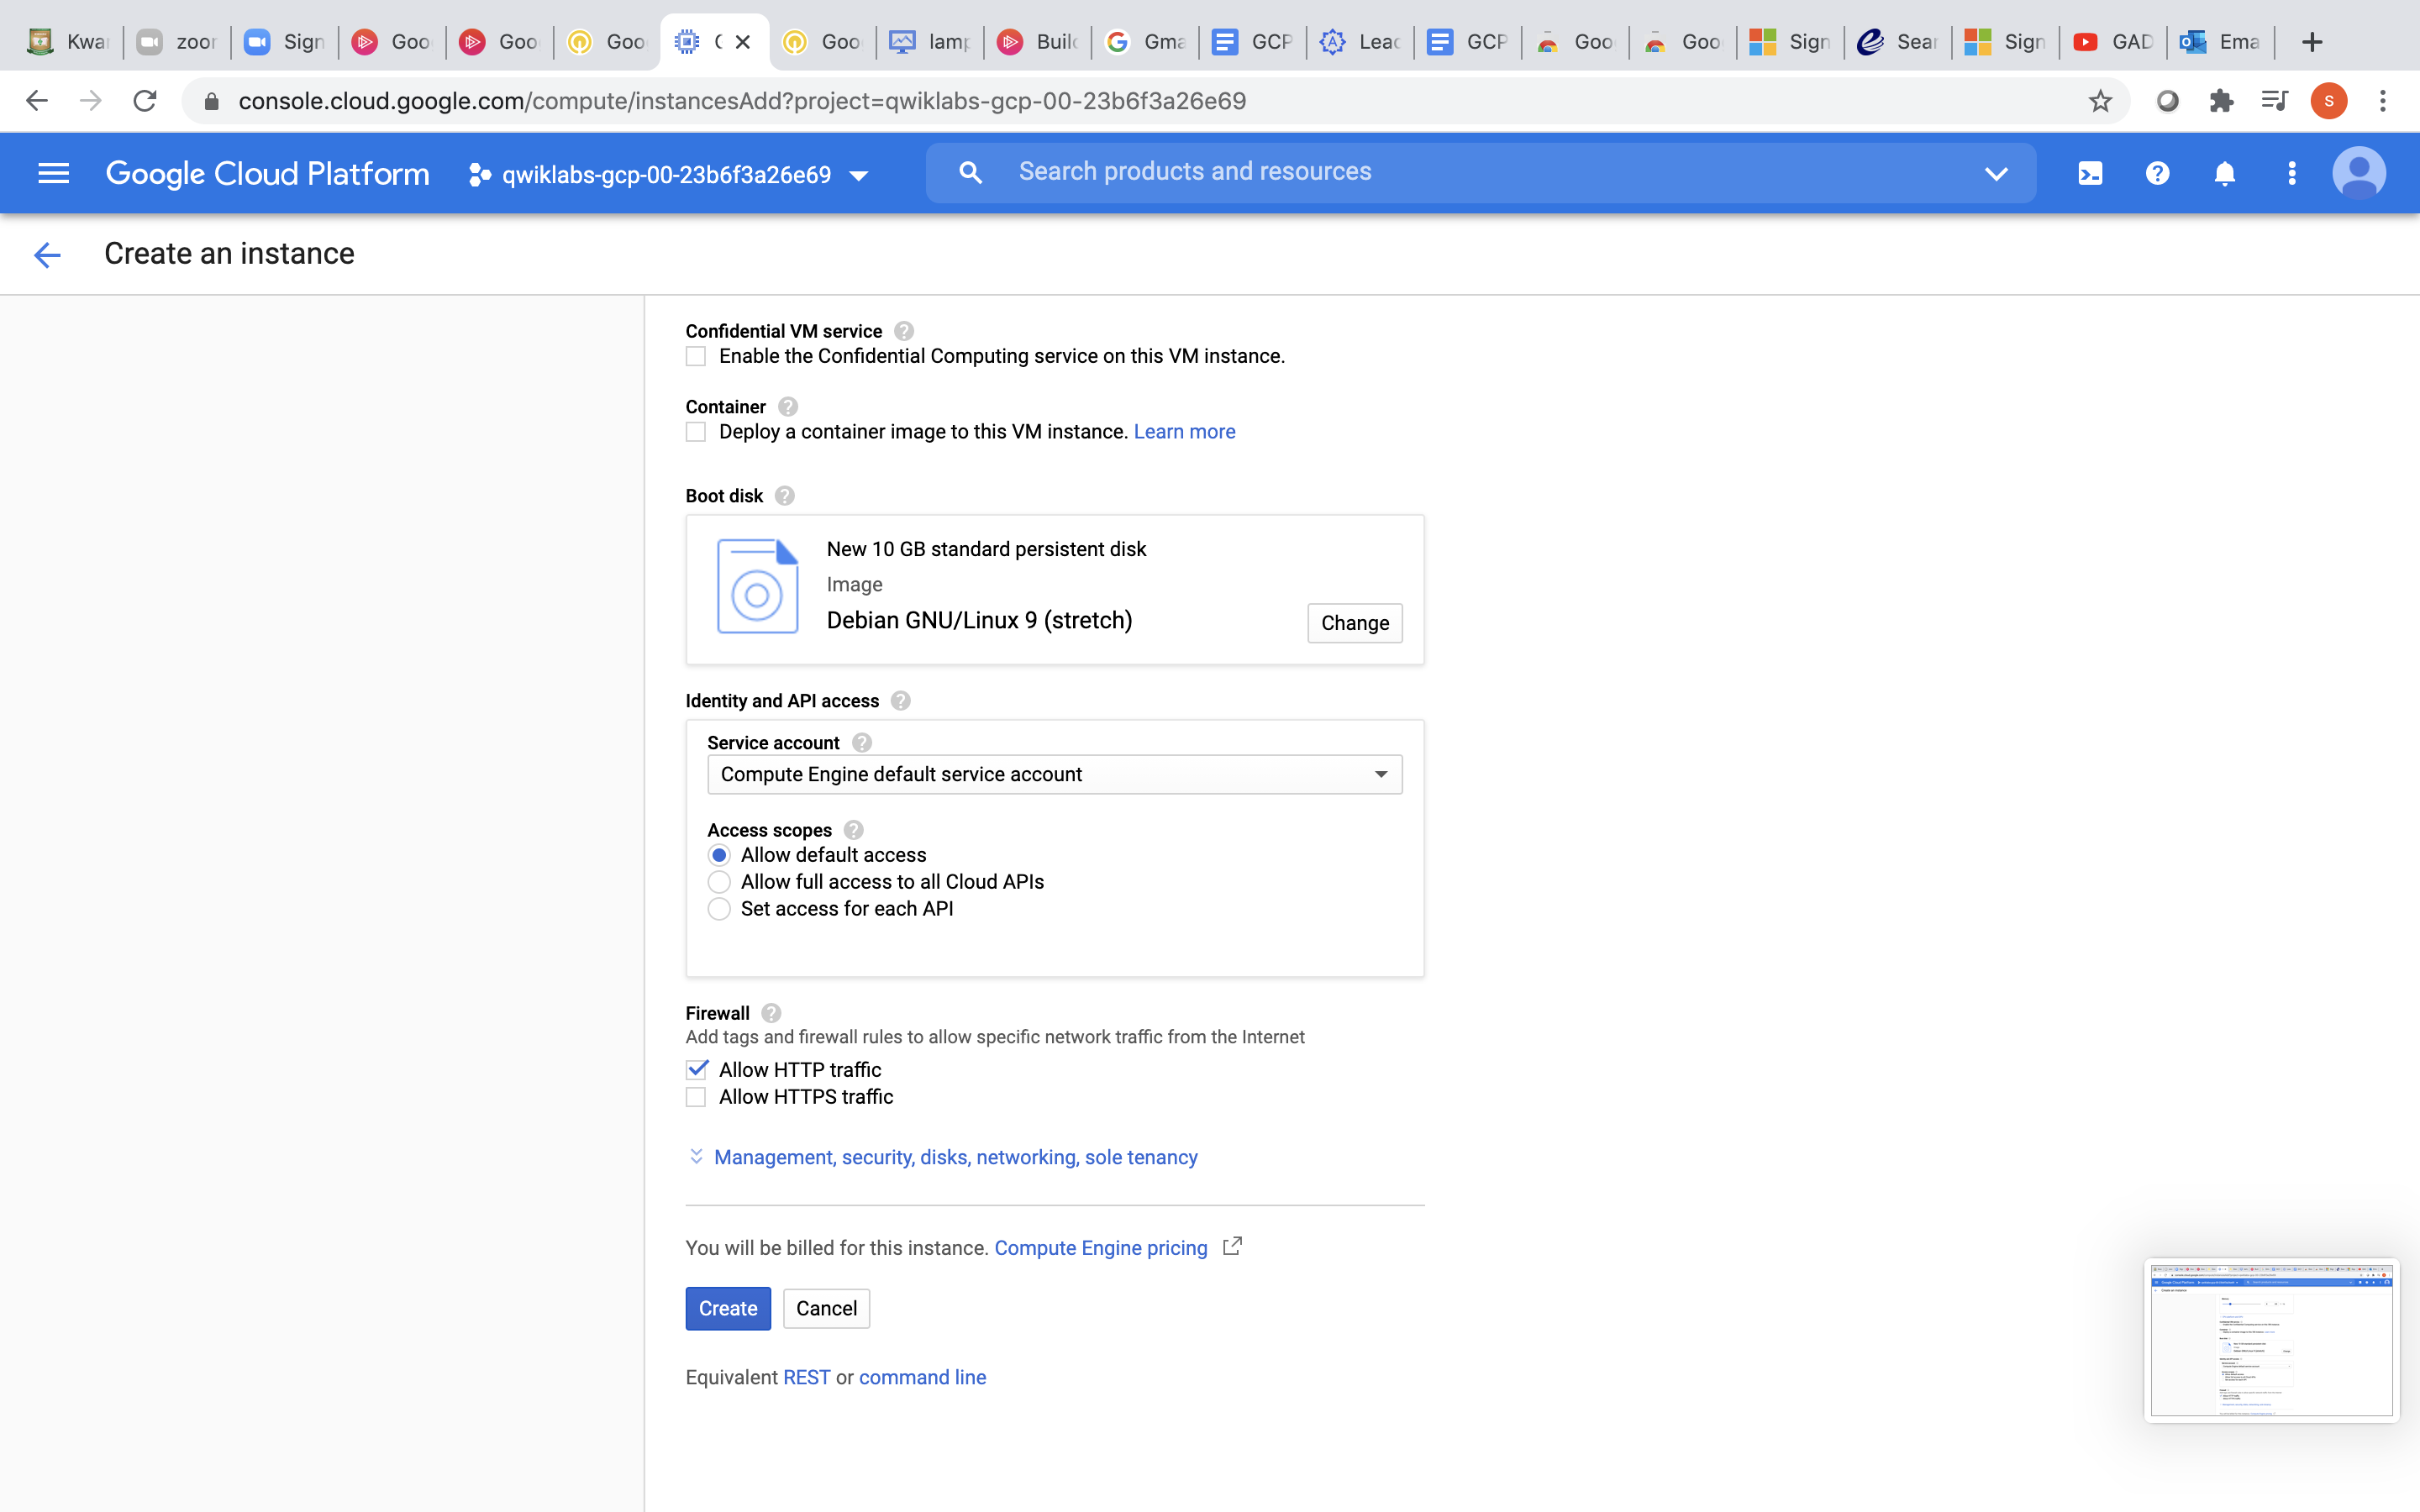 Kwa zoor Sign Goo Goo Goo Goo lamp Build Gma GCP Lead GCP Goo Goo Sign Sear Sign GAD Ema
console.cloud.google.com/compute/instancesAdd?project=qwiklabs-gcp-00-23b6f3a26e69
S
Google Cloud Platform qwiklabs-gcp-00-23b6f3a26e69 Search products and resources
Create an instance
Confidential VM service
Enable the Confidential Computing service on this VM instance.
Container
Deploy a container image to this VM instance. Learn more
Boot disk
New 10 GB standard persistent disk
Image
Debian GNU/Linux 9 (stretch)
Change
Identity and API access
Service account
Compute Engine default service account
Access scopes
Allow default access
Allow full access to all Cloud APIs
Set access for each API
Firewall
Add tags and firewall rules to allow specific network traffic from the Internet
Allow HTTP traffic
Allow HTTPS traffic
Management, security, disks, networking, sole tenancy
You will be billed for this instance. Compute Engine pricing
Create Cancel
Equivalent REST or command line